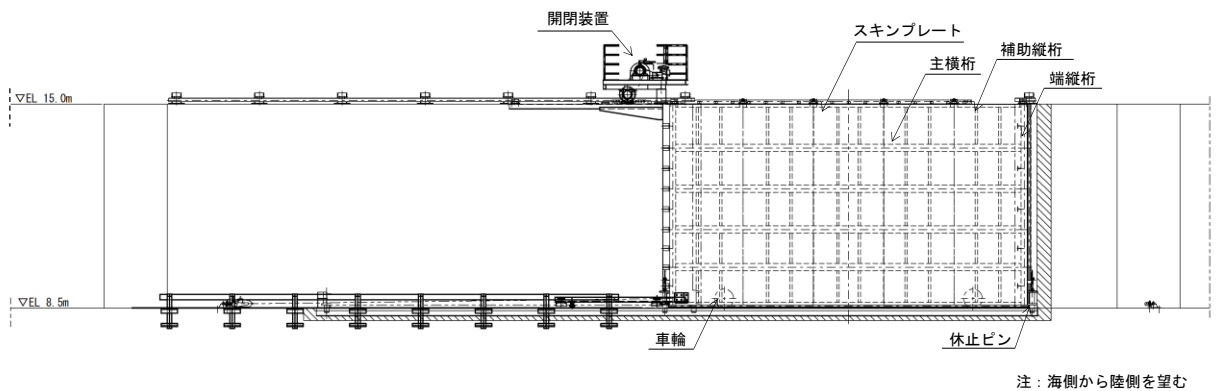 開閉装置
スキンプレート
補助縦桁
主横桁
端縦桁
▽EL 15.0m
▽EL 8.5m
車輪
休止ピン
注：海側から陸側を望む